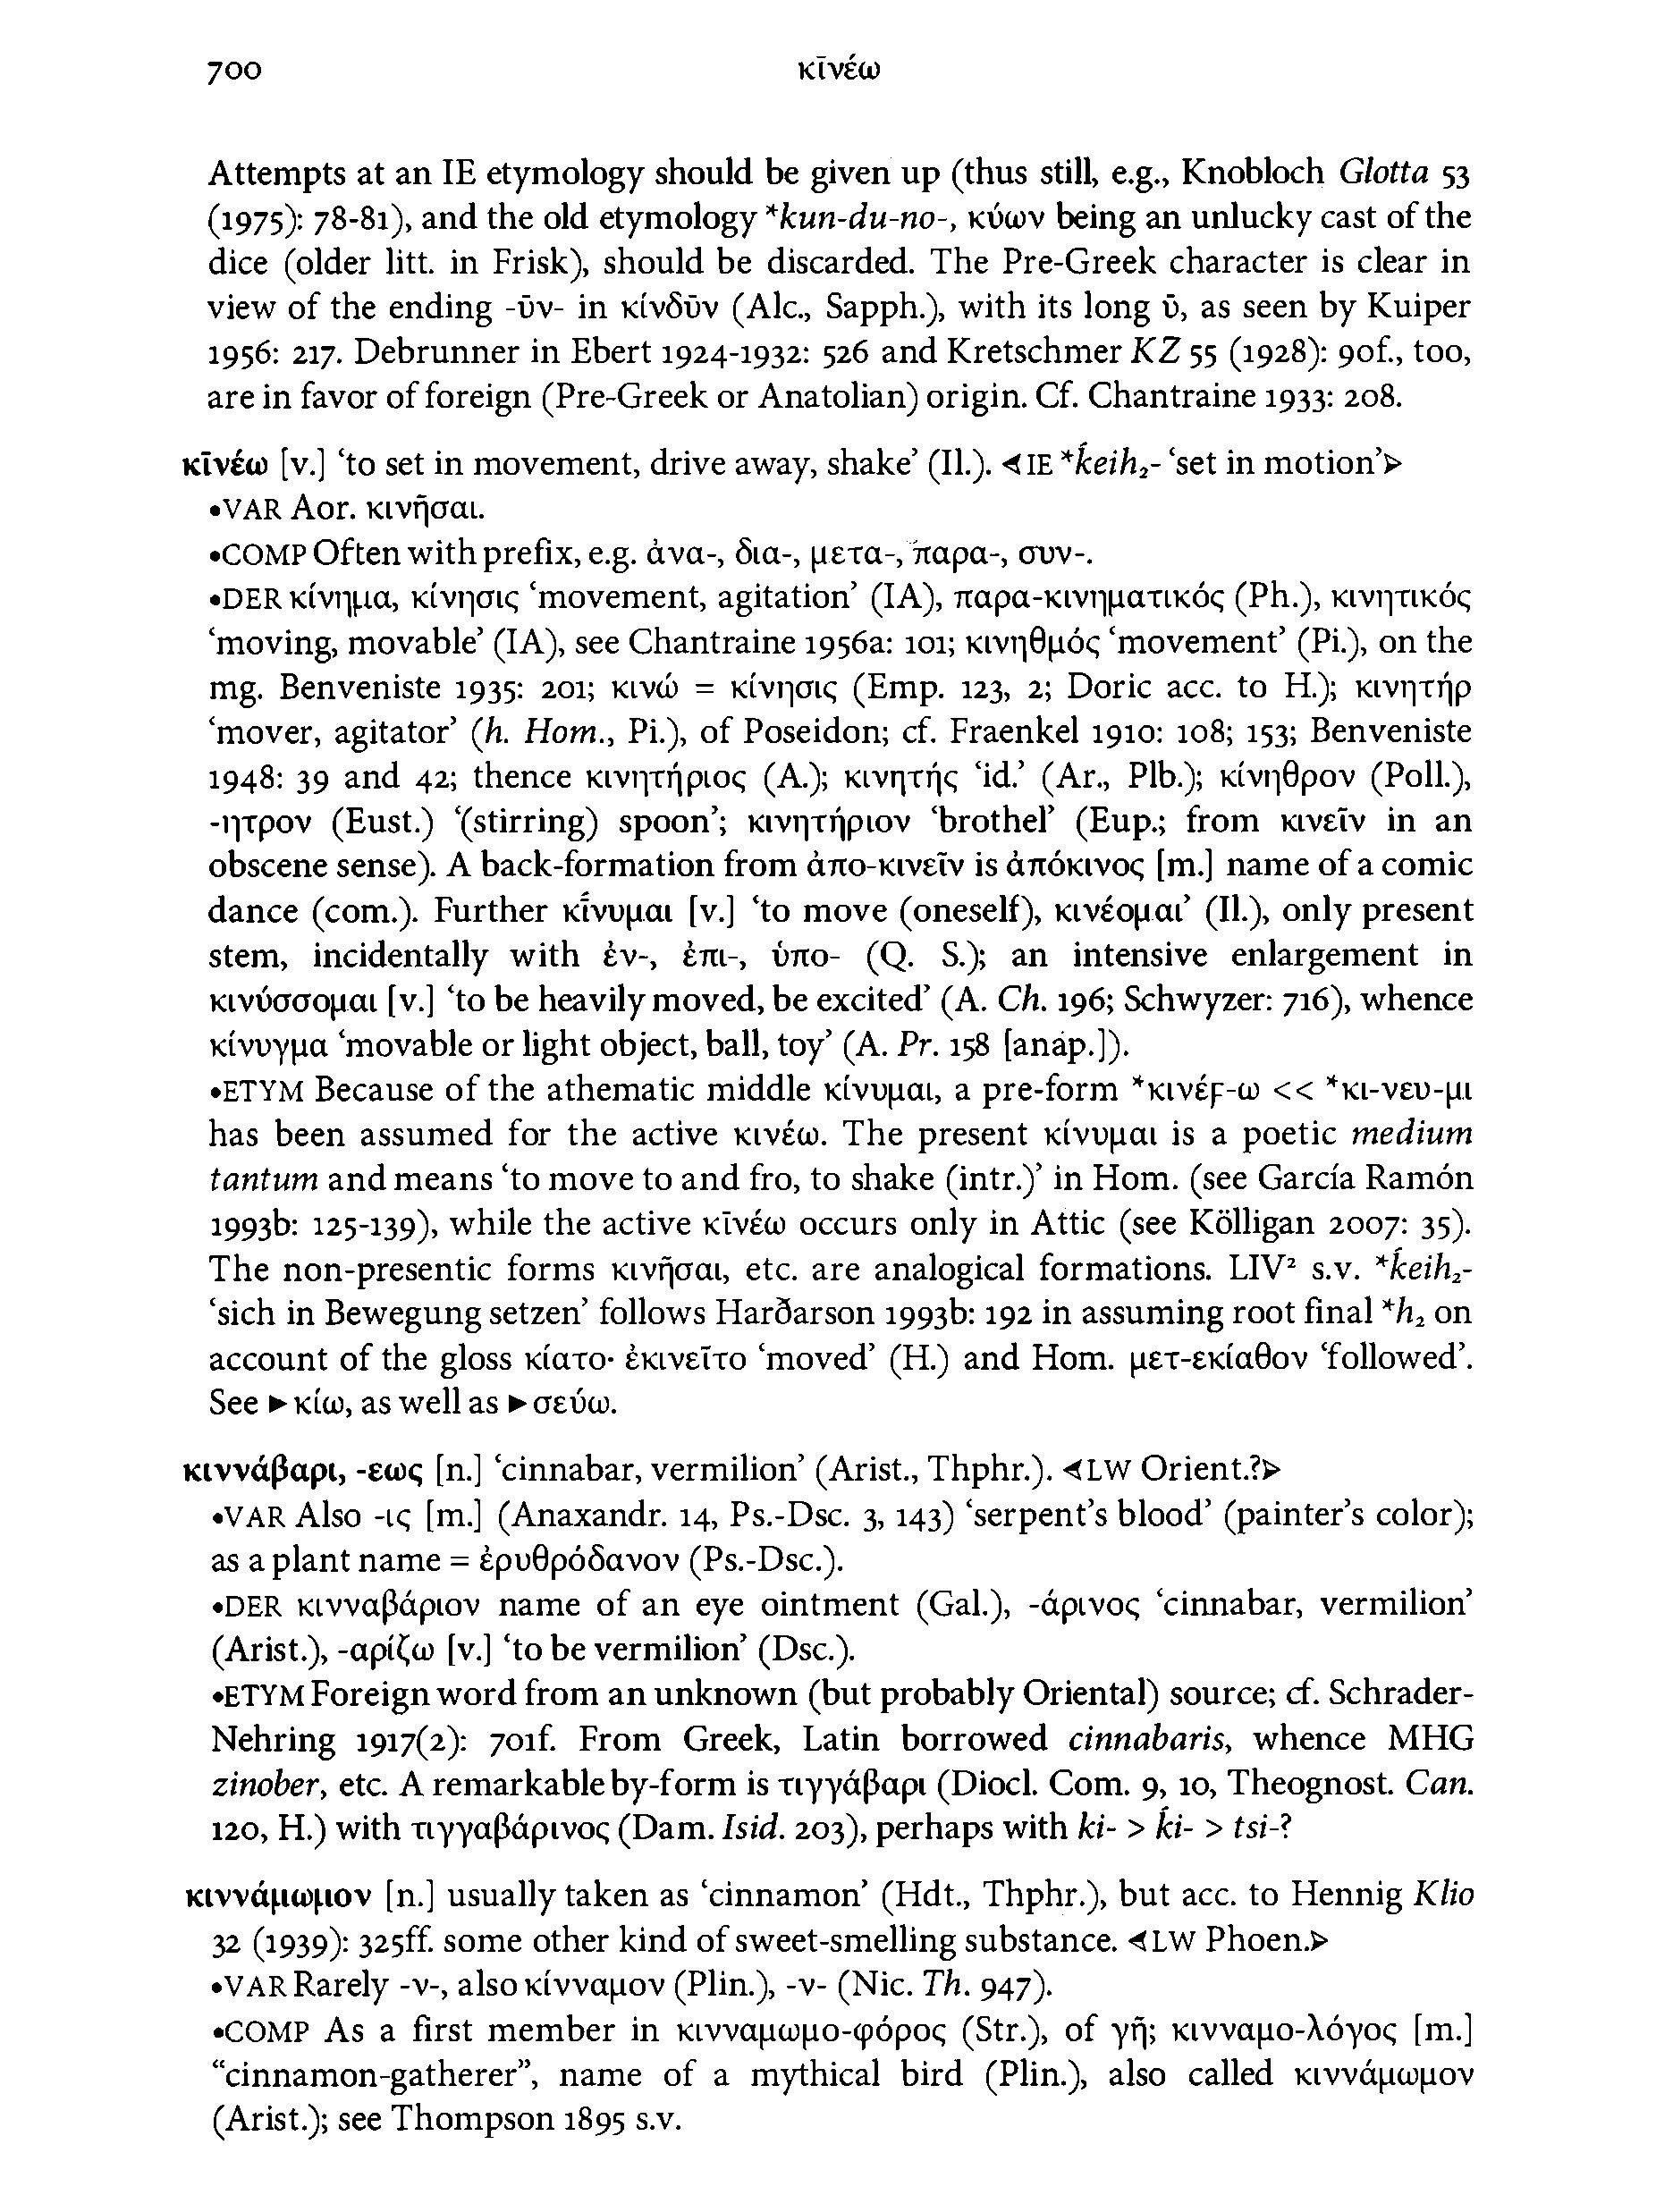 700
κῑνέω
Attempts at an IE etymology should be given up (thus still, e.g., Knobloch Glotta 53
(1975): 78-81), and the old etymology *kun-du-no-, κύων being an unlucky cast of the
dice (older litt. in Frisk), should be discarded. The Pre-Greek character is clear in
view of the ending -ῡν- in κίνδῡν (Alc., Sapph.), with its long ῡ, as seen by Kuiper
1956: 217. Debrunner in Ebert 1924-1932: 526 and Kretschmer KZ 55 (1928): 90f., too,
are in favor of foreign (Pre-Greek or Anatolian) origin. Cf. Chantraine 1933: 208.
κῑνέω [v.] ‘to set in movement, drive away, shake’ (Il.). ⋖IE *ḱeih₂- ‘set in motion’⋗
•VAR Aor. κινῆσαι.
•COMP Often with prefix, e.g. ἀνα-, δια-, μετα-, παρα-, συν-.
•DER κίνημα, κίνησις ‘movement, agitation’ (IA), παρα-κινηματικός (Ph.), κινητικός
‘moving, movable’ (IA), see Chantraine 1956a: 101; κινηθμός ‘movement’ (Pi.), on the
mg. Benveniste 1935: 201; κινώ = κίνησις (Emp. 123, 2; Doric acc. to H.); κινητήρ
‘mover, agitator’ (h. Hom., Pi.), of Poseidon; cf. Fraenkel 1910: 108; 153; Benveniste
1948: 39 and 42; thence κινητήριος (A.); κινητής ‘id.’ (Ar., Plb.); κίνηθρον (Poll.),
-ητρον (Eust.) ‘(stirring) spoon’; κινητήριον ‘brothel’ (Eup.; from κινεῖν in an
obscene sense). A back-formation from ἀπο-κινεῖν is ἀπόκινος [m.] name of a comic
dance (com.). Further κί̄νυμαι [v.] ‘to move (oneself), κινέομαι’ (Il.), only present
stem, incidentally with ἐν-, ἐπι-, ὑπο- (Q. S.); an intensive enlargement in
κινύσσομαι [v.] ‘to be heavily moved, be excited’ (A. Ch. 196; Schwyzer: 716), whence
κίνυγμα ‘movable or light object, ball, toy’ (A. Pr. 158 [anap.]).
•ETYM Because of the athematic middle κίνυμαι, a pre-form *κινέϝ-ω << *κι-νευ-μι
has been assumed for the active κινέω. The present κίνυμαι is a poetic medium
tantum and means ‘to move to and fro, to shake (intr.)’ in Hom. (see García Ramón
1993b: 125-139), while the active κῑνέω occurs only in Attic (see Kölligan 2007: 35).
The non-presentic forms κινῆσαι, etc. are analogical formations. LIV² s.v. *ḱeih₂-
‘sich in Bewegung setzen’ follows Harðarson 1993b: 192 in assuming root final *h₂ on
account of the gloss κίατο· ἐκινεῖτο ‘moved’ (H.) and Hom. μετ-εκίαθον ‘followed’.
See ►κίω, as well as ►σεύω.
κιννάβαρι, -εως [n.] ‘cinnabar, vermilion’ (Arist., Thphr.). ⋖LW Orient.?⋗
•VAR Also -ις [m.] (Anaxandr. 14, Ps.-Dsc. 3, 143) ‘serpent’s blood’ (painter’s color);
as a plant name = ἐρυθρόδανον (Ps.-Dsc.).
•DER κινναβάριον name of an eye ointment (Gal.), -άρινος ‘cinnabar, vermilion’
(Arist.), -αρίζω [v.] ‘to be vermilion’ (Dsc.).
•ETYM Foreign word from an unknown (but probably Oriental) source; cf. Schrader-
Nehring 1917(2): 701f. From Greek, Latin borrowed cinnabaris, whence MHG
zinober, etc. A remarkable by-form is τιγγάβαρι (Diocl. Com. 9, 10, Theognost. Can.
120, H.) with τιγγαβάρινος (Dam. Isid. 203), perhaps with ki- > ḱi- > tsi-?
κιννάμωμον [n.] usually taken as ‘cinnamon’ (Hdt., Thphr.), but acc. to Hennig Klio
32 (1939): 325ff. some other kind of sweet-smelling substance. ⋖LW Phoen.⋗
•VAR Rarely -ν-, also κίνναμον (Plin.), -ν- (Nic. Th. 947).
•COMP As a first member in κινναμωμο-φόρος (Str.), of γῆ; κινναμο-λόγος [m.]
“cinnamon-gatherer”, name of a mythical bird (Plin.), also called κιννάμωμον
(Arist.); see Thompson 1895 s.v.